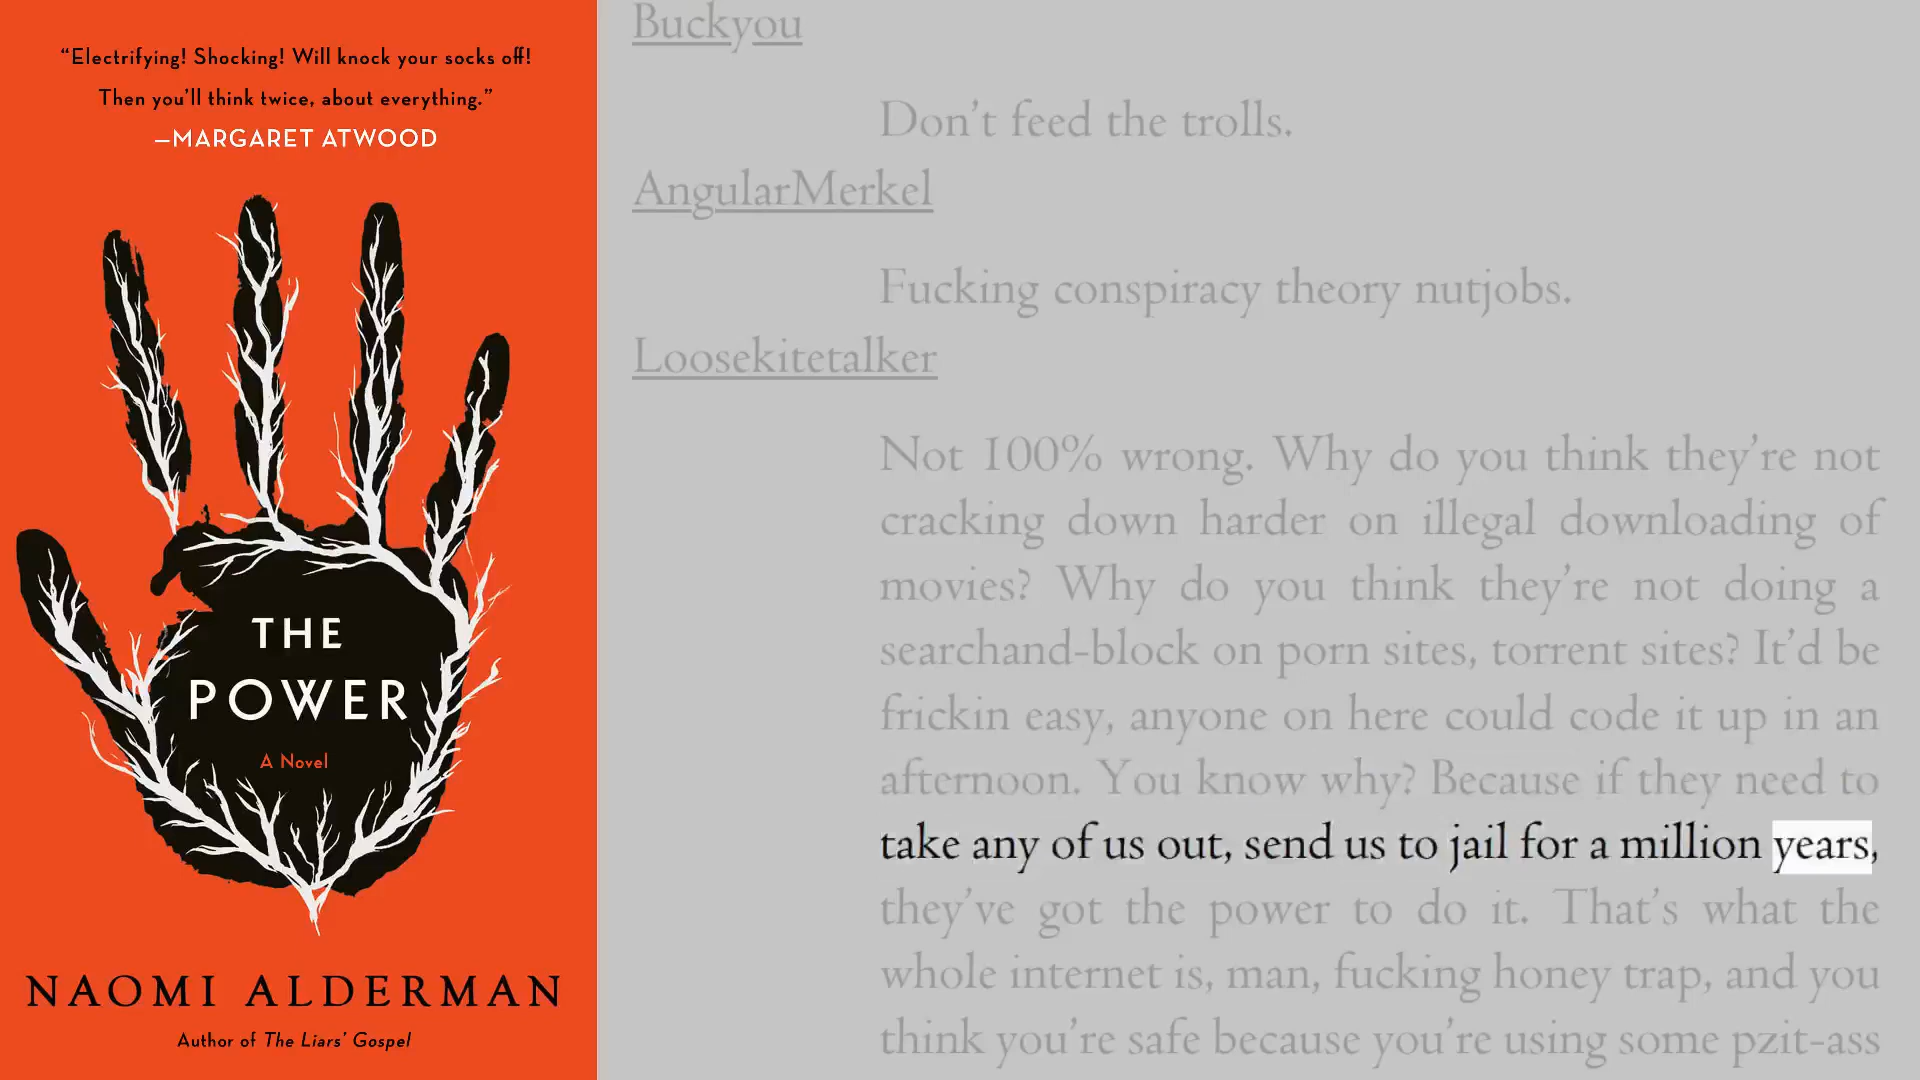 “Electrifying! Shocking! Will knock your socks off!
Then you’ll think twice, about everything.”
—MARGARET ATWOOD
THE
POWER
A Novel
NAOMI ALDERMAN
Author of The Liars’ Gospel
Buckyou
Don’t feed the trolls.
AngularMerkel
Fucking conspiracy theory nutjobs.
Loosekitetalker
Not 100% wrong. Why do you think they’re not
cracking down harder on illegal downloading of
movies? Why do you think they’re not doing a
searchand-block on porn sites, torrent sites? It’d be
frickin easy, anyone on here could code it up in an
afternoon. You know why? Because if they need to
take any of us out, send us to jail for a million years,
they’ve got the power to do it. That’s what the
whole internet is, man, fucking honey trap, and you
think you’re safe because you’re using some pzit-ass